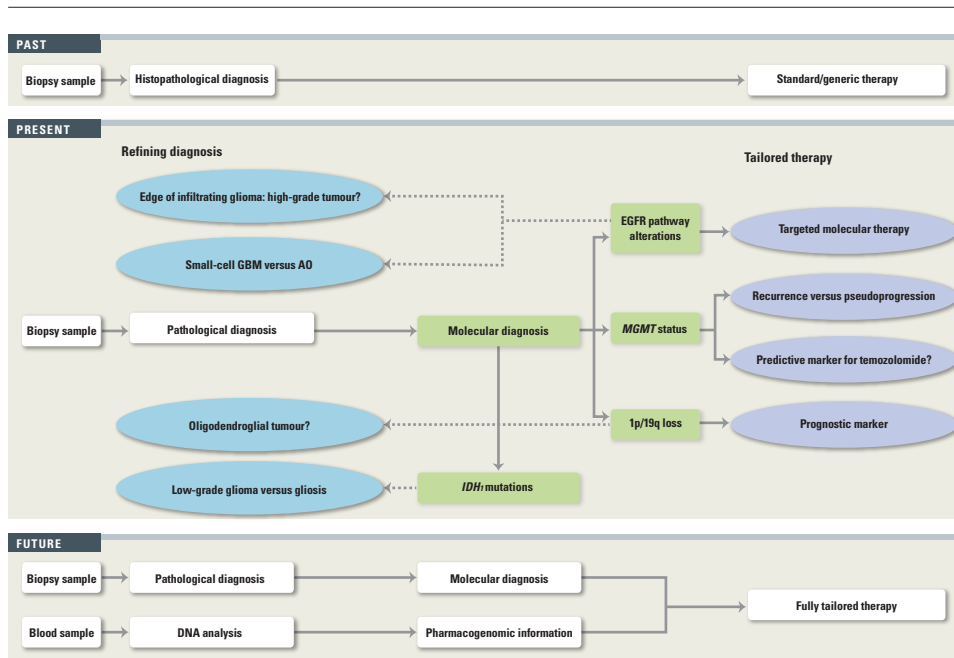 PAST
Biopsy sample
Histopathological diagnosis
Standard/generic therapy
PRESENT
Refining diagnosis
Tailored therapy
Edge of infiltrating glioma: high-grade tumour?
EGFR pathway
alterations
Targeted molecular therapy
Small-cell GBM versus AO
Recurrence versus pseudoprogression
Biopsy sample
Pathological diagnosis
Molecular diagnosis
MGMT status
Predictive marker for temozolomide?
Oligodendroglial tumour?
1p/19q loss
Prognostic marker
Low-grade glioma versus gliosis
IDH1 mutations
FUTURE
Biopsy sample
Pathological diagnosis
Molecular diagnosis
Fully tailored therapy
Blood sample
DNA analysis
Pharmacogenomic information